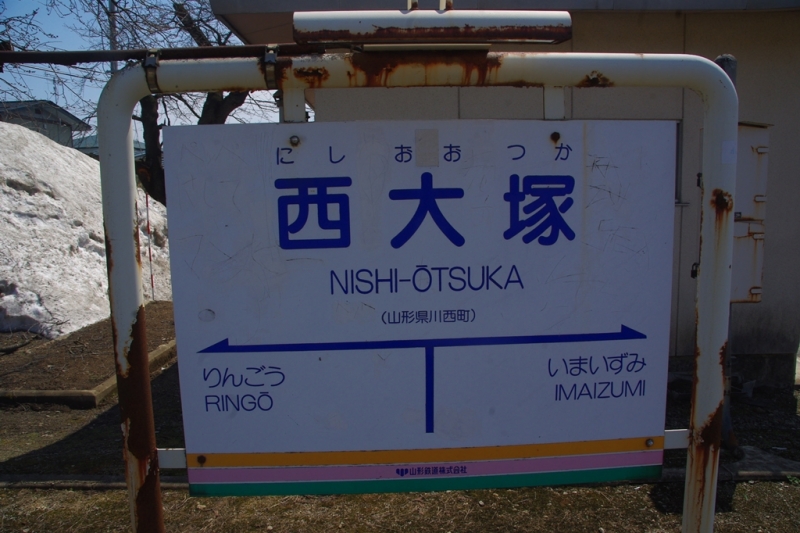 にしおおつか
西大塚
NISHI-ŌTSUKA
(山形県川西町)
りんごう
RINGŌ
いまいずみ
IMAIZUMI
山形鉄道株式会社